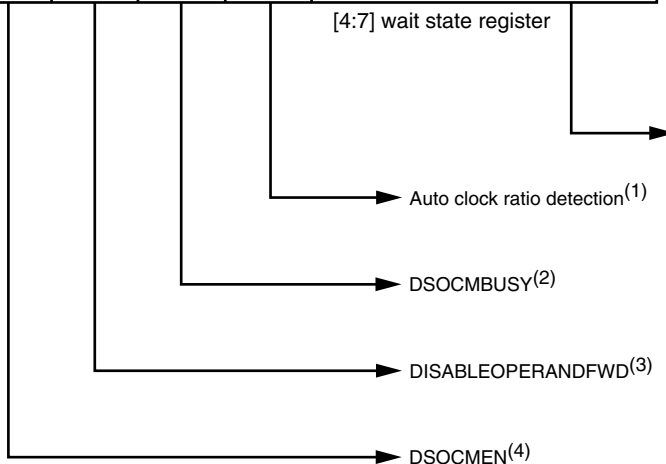 [4:7] wait state register
Auto clock ratio detection(1)
DSOCMBUSY(2)
DISABLEOPERANDFWD(3)
DSOCMEN(4)